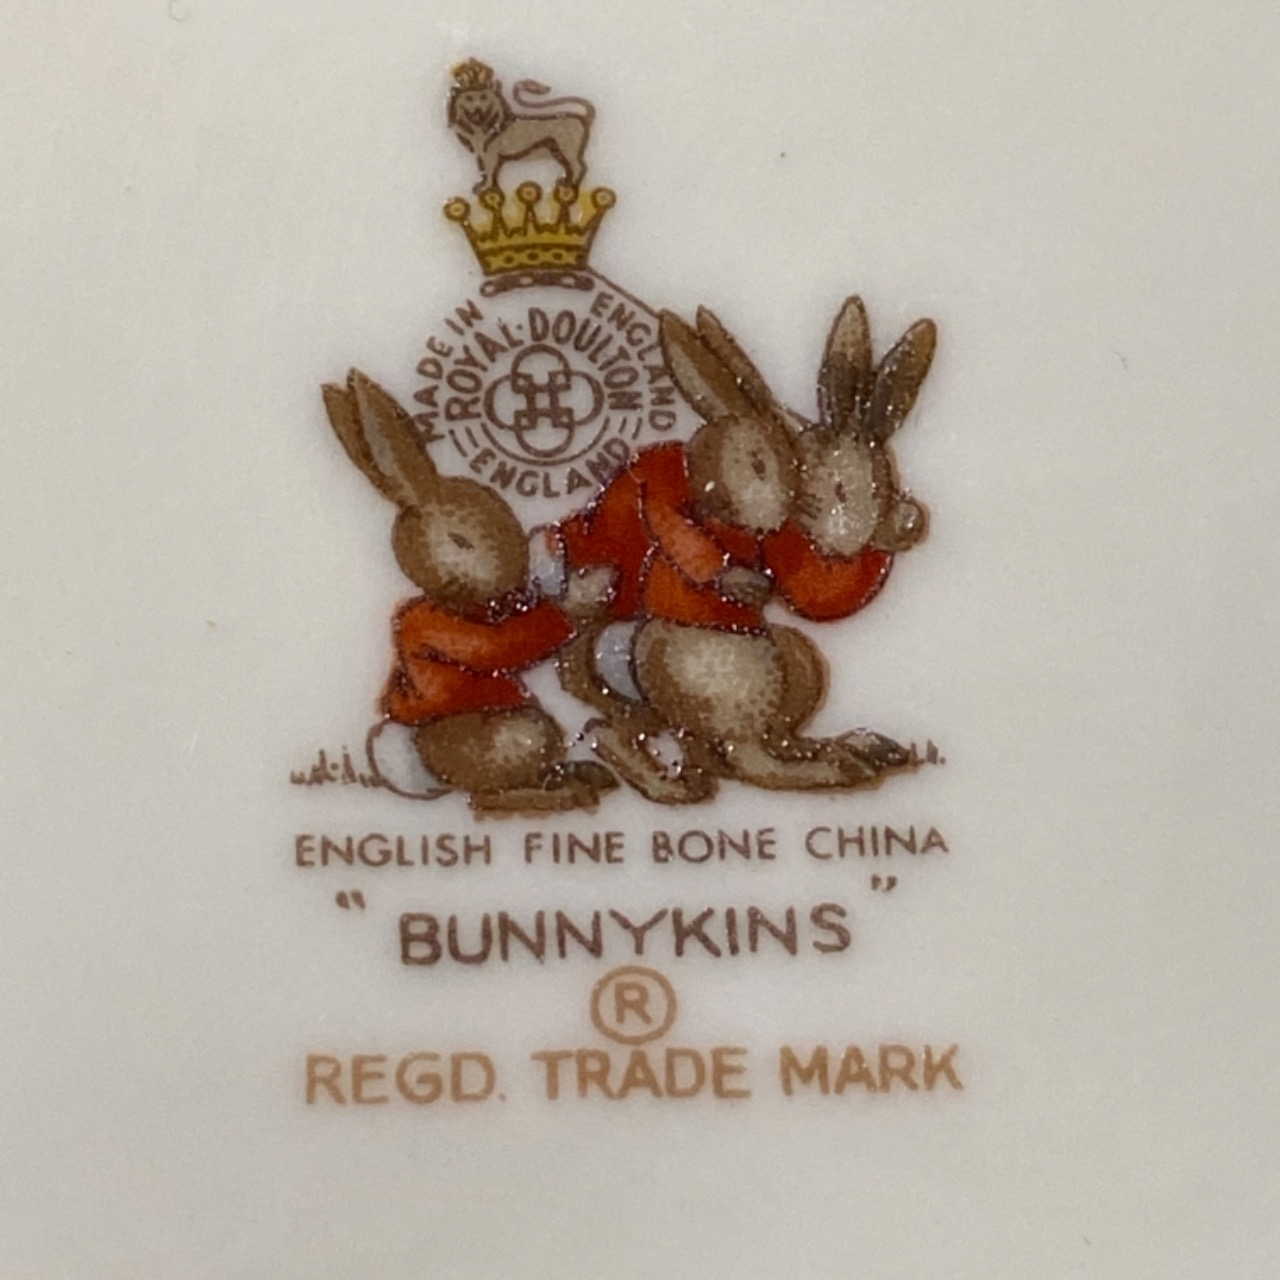 MADE IN ENGLAND
ROYAL·DOULTON
ENGLAND
ENGLISH FINE BONE CHINA
" BUNNYKINS "
®
REGD. TRADE MARK